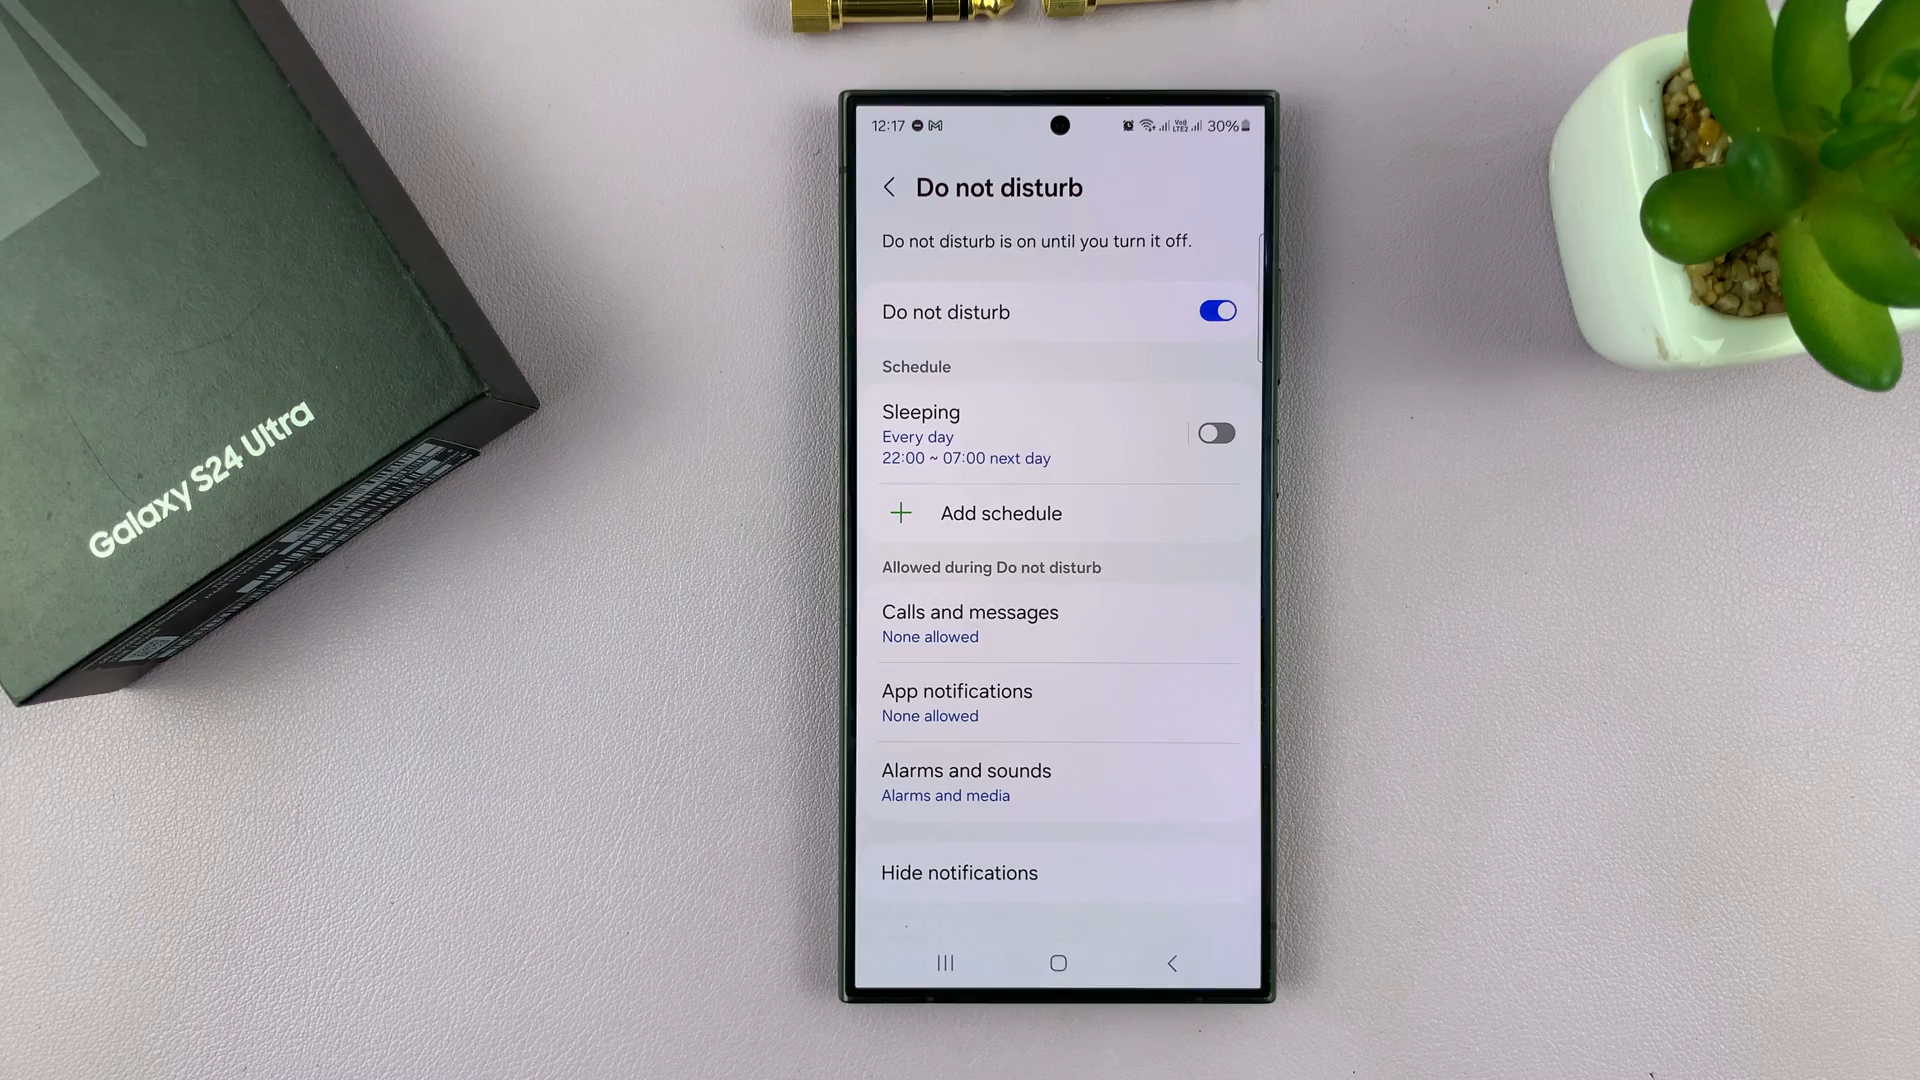 Galaxy S24 Ultra
12:17
30%
Do not disturb
Do not disturb is on until you turn it off.
Do not disturb
Schedule
Sleeping
Every day
22:00 ~ 07:00 next day
Add schedule
Allowed during Do not disturb
Calls and messages
None allowed
App notifications
None allowed
Alarms and sounds
Alarms and media
Hide notifications